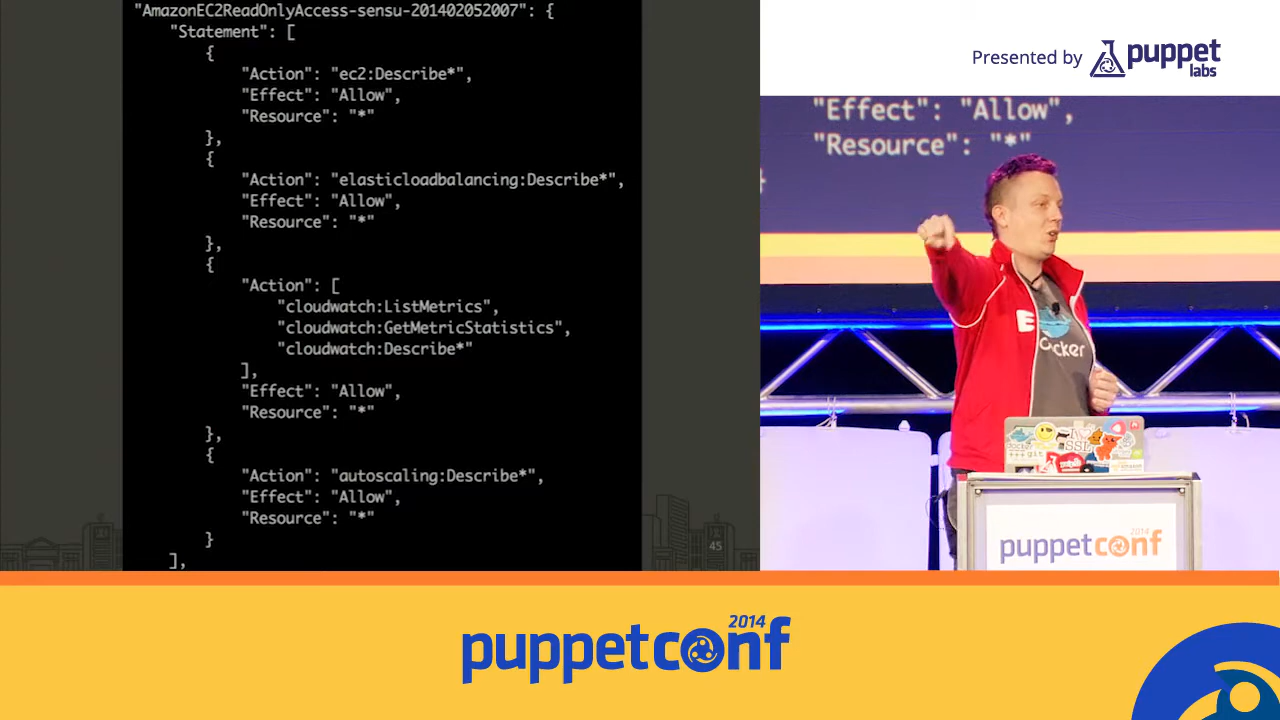 "AmazonEC2ReadOnlyAccess-sensu-201402052007": {
"Statement": [
{
"Action": "ec2:Describe*",
"Effect": "Allow",
"Resource": "*"
},
{
"Action": "elasticloadbalancing:Describe*",
"Effect": "Allow",
"Resource": "*"
},
{
"Action": [
"cloudwatch:ListMetrics",
"cloudwatch:GetMetricStatistics",
"cloudwatch:Describe*"
],
"Effect": "Allow",
"Resource": "*"
},
{
"Action": "autoscaling:Describe*",
"Effect": "Allow",
"Resource": "*"
}
],
45
Presented by puppet
labs
"Effect": "Allow",
"Resource": "*"
docker
SSL
git
2014
puppetconf
2014
puppetconf